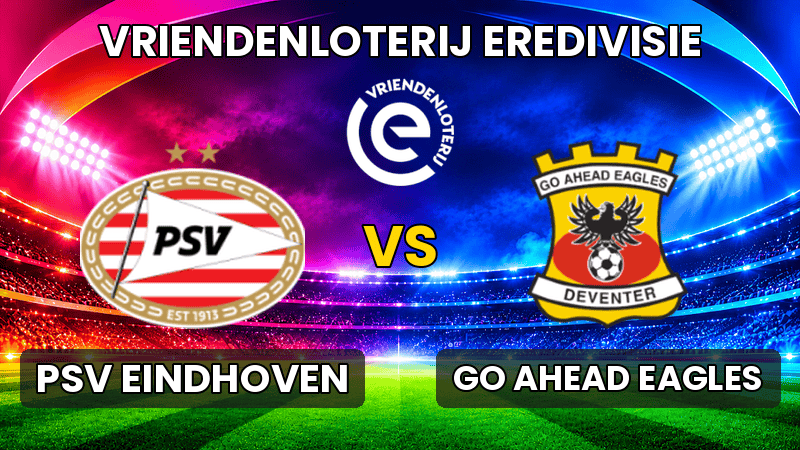 VRIENDENLOTERIJ EREDIVISIE
VRIENDENLOTERIJ
e
PSV
EST 1913
VS
GO AHEAD EAGLES
DEVENTER
PSV EINDHOVEN
GO AHEAD EAGLES